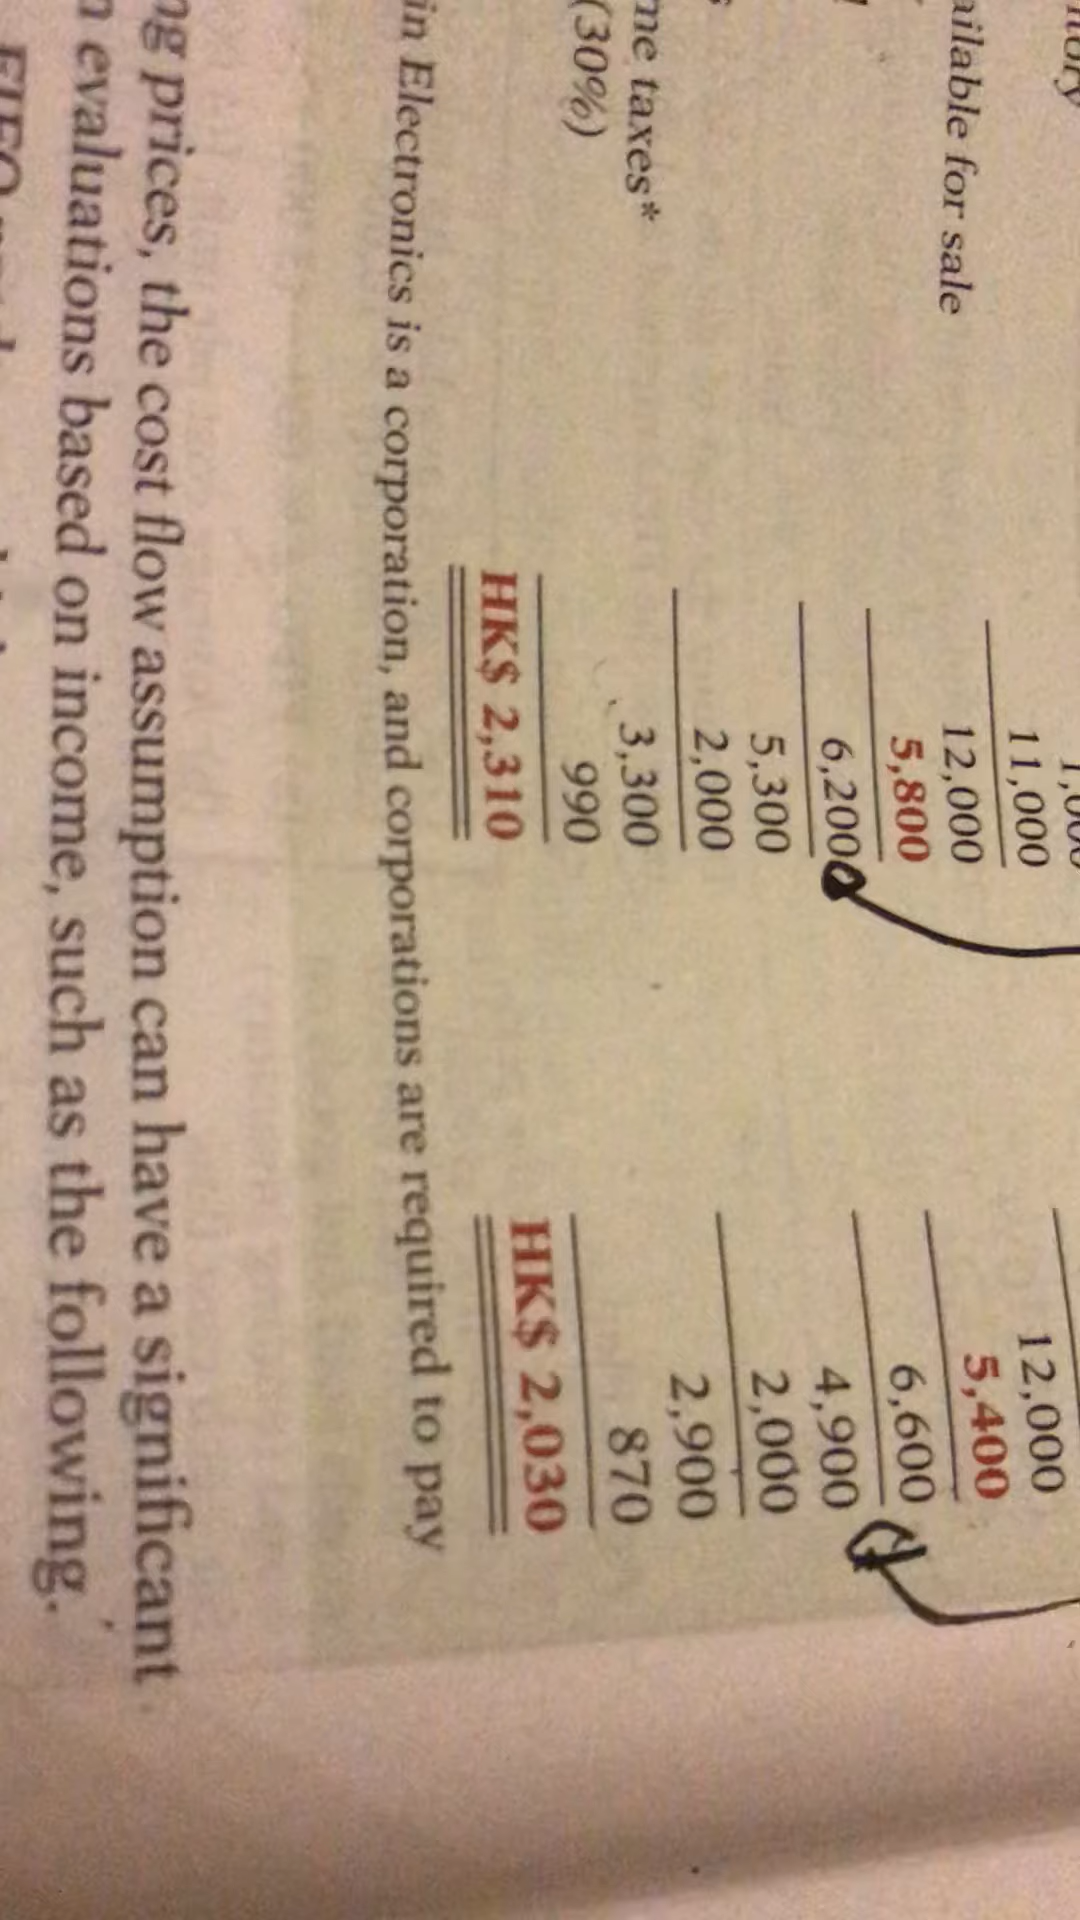 11,000
ailable for sale 12,000 12,000
5,800 5,400
6,200 6,600
5,300 4,900
2,000 2,000
me taxes* 3,300 2,900
(30%) 990 870
HK$ 2,310 HK$ 2,030
in Electronics is a corporation, and corporations are required to pay
ng prices, the cost flow assumption can have a significant
n evaluations based on income, such as the following.